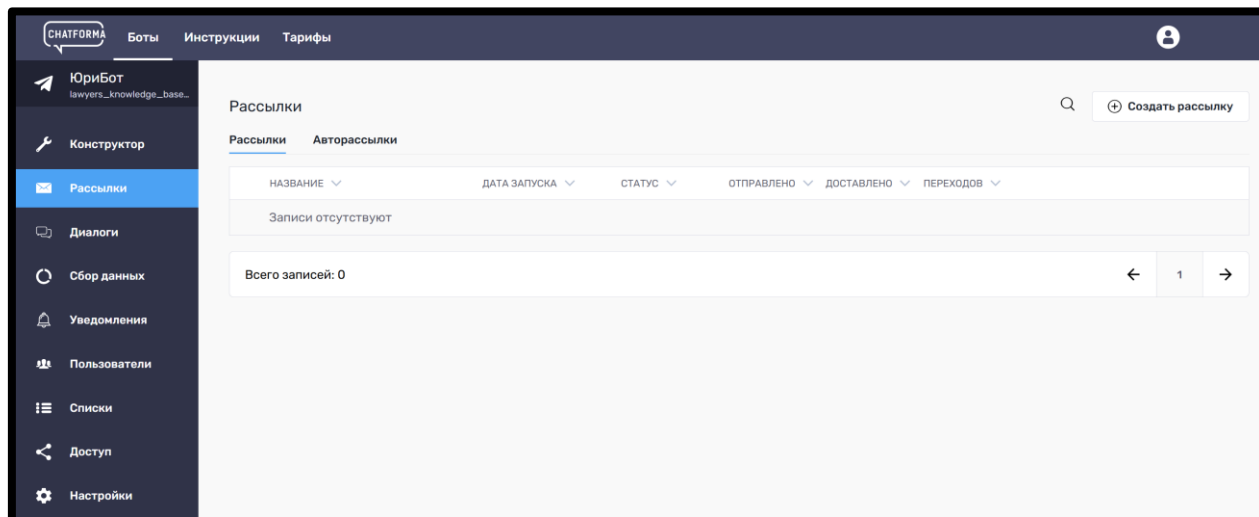 CHATFORMA Боты Инструкции Тарифы
ЮриБот
lawyers_knowledge_base...
Конструктор
Рассылки
Диалоги
Сбор данных
Уведомления
Пользователи
Списки
Доступ
Настройки
Рассылки
Создать рассылку
Рассылки Авторассылки
НАЗВАНИЕ ДАТА ЗАПУСКА СТАТУС ОТПРАВЛЕНО ДОСТАВЛЕНО ПЕРЕХОДОВ
Записи отсутствуют
Всего записей: 0 1